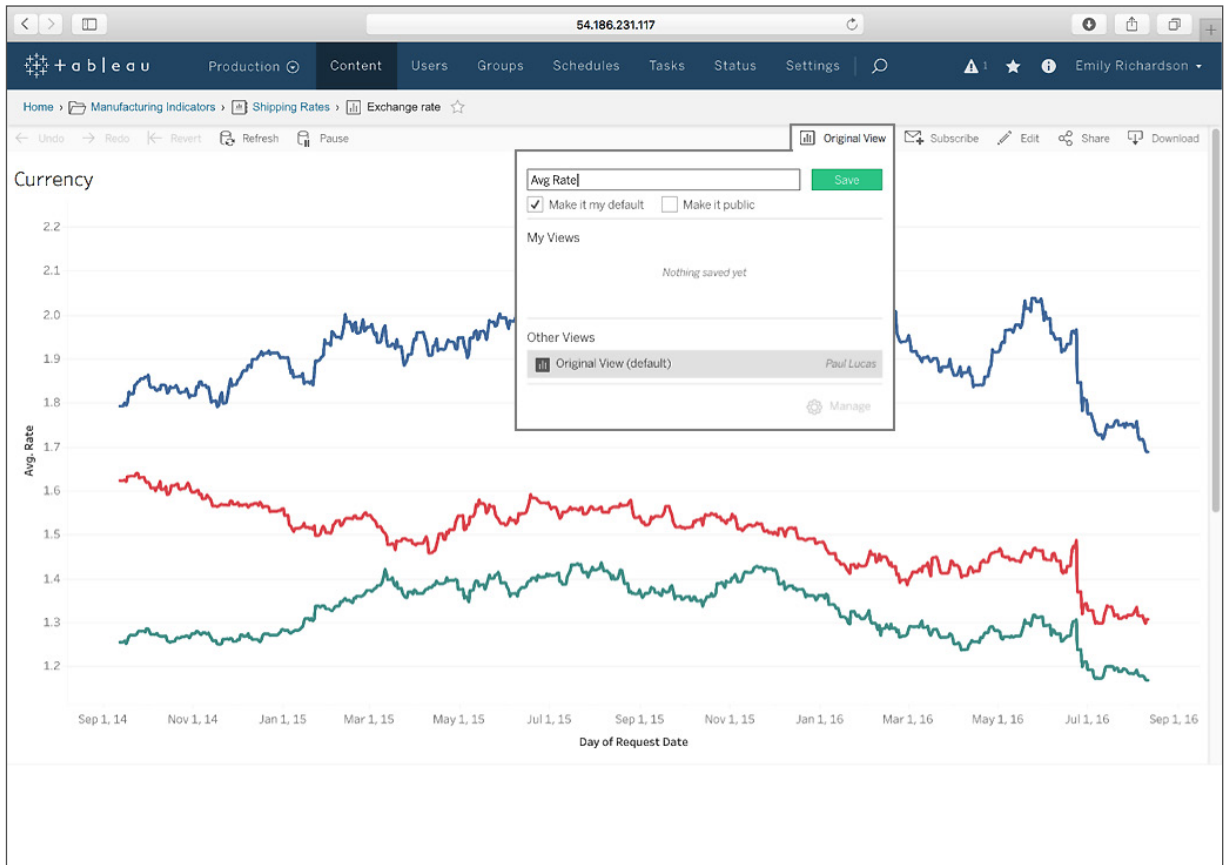 54.186.231.117
+ableau Production Content Users Groups Schedules Tasks Status Settings 1 Emily Richardson
Home › Manufacturing Indicators › Shipping Rates › Exchange rate
Undo Redo Revert Refresh Pause Original View Subscribe Edit Share Download
Currency
Avg Rate Save
Make it my default Make it public
My Views
Nothing saved yet
Other Views
Original View (default) Paul Lucas
Manage
2.2
2.1
2.0
1.9
1.8
1.7
1.6
1.5
1.4
1.3
1.2
Avg. Rate
Sep 1, 14 Nov 1, 14 Jan 1, 15 Mar 1, 15 May 1, 15 Jul 1, 15 Sep 1, 15 Nov 1, 15 Jan 1, 16 Mar 1, 16 May 1, 16 Jul 1, 16 Sep 1, 16
Day of Request Date